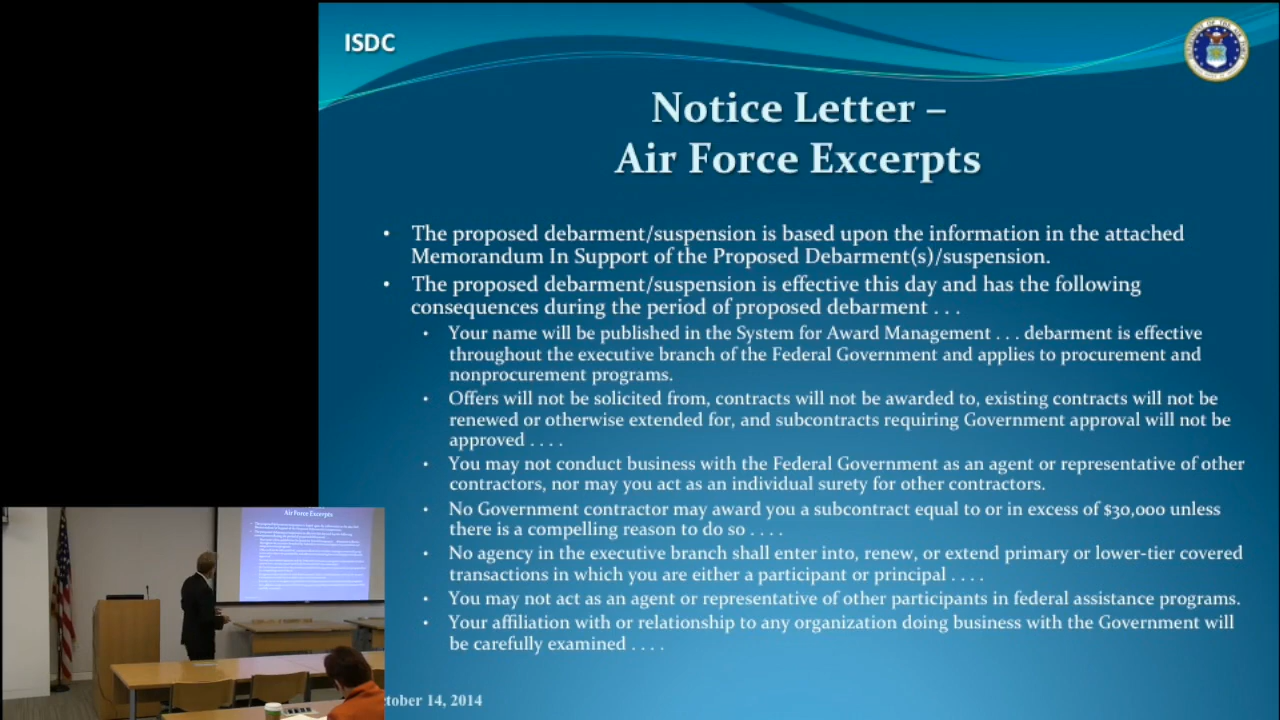 ISDC
Notice Letter –
Air Force Excerpts
• The proposed debarment/suspension is based upon the information in the attached
Memorandum In Support of the Proposed Debarment(s)/suspension.
• The proposed debarment/suspension is effective this day and has the following
consequences during the period of proposed debarment . . .
• Your name will be published in the System for Award Management . . . debarment is effective
throughout the executive branch of the Federal Government and applies to procurement and
nonprocurement programs.
• Offers will not be solicited from, contracts will not be awarded to, existing contracts will not be
renewed or otherwise extended for, and subcontracts requiring Government approval will not be
approved . . . .
• You may not conduct business with the Federal Government as an agent or representative of other
contractors, nor may you act as an individual surety for other contractors.
• No Government contractor may award you a subcontract equal to or in excess of $30,000 unless
there is a compelling reason to do so . . . .
• No agency in the executive branch shall enter into, renew, or extend primary or lower-tier covered
transactions in which you are either a participant or principal . . . .
• You may not act as an agent or representative of other participants in federal assistance programs.
• Your affiliation with or relationship to any organization doing business with the Government will
be carefully examined . . . .
tober 14, 2014
Air Force Excerpts